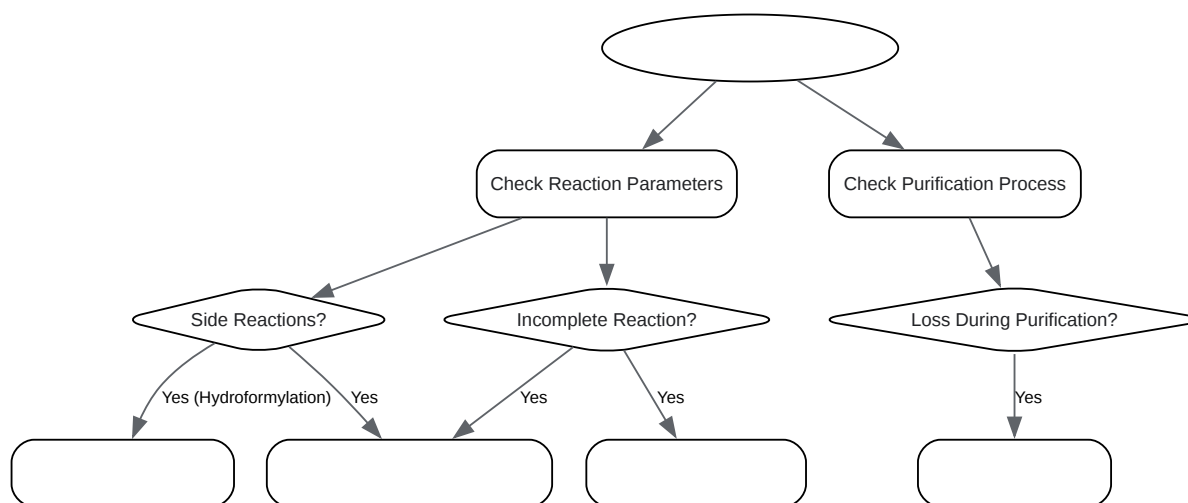 Check Reaction Parameters
Check Purification Process
Side Reactions?
Incomplete Reaction?
Loss During Purification?
Yes (Hydroformylation)
Yes
Yes
Yes
Yes